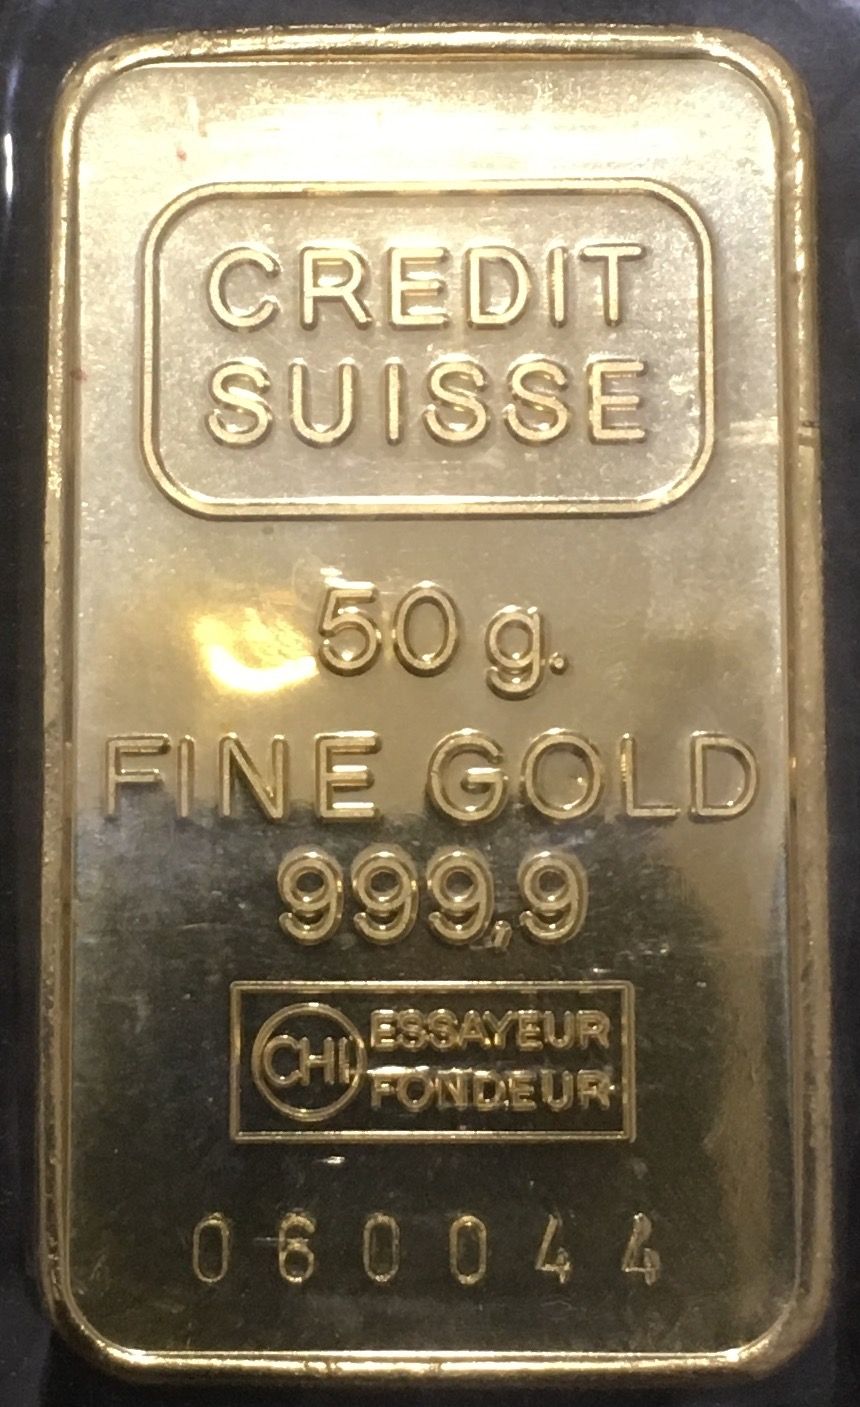 CREDIT
SUISSE
50 g.
FINE GOLD
999,9
CHI ESSAYEUR
FONDEUR
060044